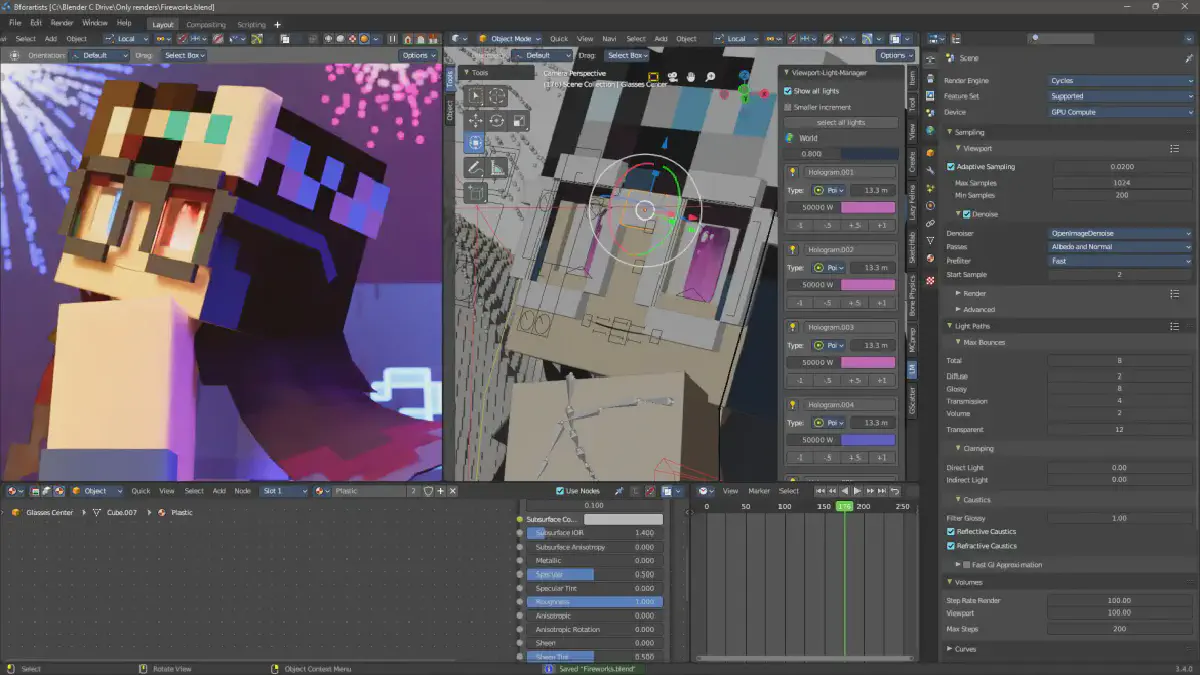 Bforartists [C:\Blender C Drive\Only renders\Fireworks.blend]
File Edit Render Window Help Layout Compositing Scripting +
Select Add Object Local
Orientation: Default Drag: Select Box Options
Object Mode Quick View Navi Select Add Object Local
Default Drag: Select Box Options
Tools
Tools
Object
Camera Perspective
(176) Scene Collection | Glasses Center
Viewport-Light-Manager
Show all lights
Smaller Increment
select all lights
World
0.800
Hologram.001
Type: Poi 13.3 m
50000 W
-1 -.5 +.5 +1
Hologram.002
Type: Poi 13.3 m
50000 W
-1 -.5 +.5 +1
Hologram.003
Type: Poi 13.3 m
50000 W
-1 -.5 +.5 +1
Hologram.004
Type: Poi 13.3 m
50000 W
-1 -.5 +.5 +1
Item
Tool
View
Create
Sketchfab
Bone Physics
MCprep
LM
GScatter
Scene
Render Engine Cycles
Feature Set Supported
Device GPU Compute
Sampling
Viewport
Adaptive Sampling 0.0200
Max Samples 1024
Min Samples 200
Denoise
Denoiser OpenImageDenoise
Passes Albedo and Normal
Prefilter Fast
Start Sample 2
Render
Advanced
Light Paths
Max Bounces
Total 8
Diffuse 2
Glossy 8
Transmission 4
Volume 2
Transparent 12
Clamping
Direct Light 0.00
Indirect Light 0.00
Caustics
Filter Glossy 1.00
Reflective Caustics
Refractive Caustics
Fast GI Approximation
Volumes
Step Rate Render 100.00
Viewport 100.00
Max Steps 200
Curves
Object Quick View Select Add Node Slot 1 Plastic 2 Use Nodes
Glasses Center Cube.007 Plastic
0.100
Subsurface Co...
Subsurface IOR 1.400
Subsurface Anisotropy 0.000
Metallic 0.000
Specular 0.500
Specular Tint 0.000
Roughness 1.000
Anisotropic 0.000
Anisotropic Rotation 0.000
Sheen 0.000
Sheen Tint 0.500
View Marker Select
0 50 100 176 200 250
Select Rotate View Object Context Menu Saved "Fireworks.blend" 3.4.0